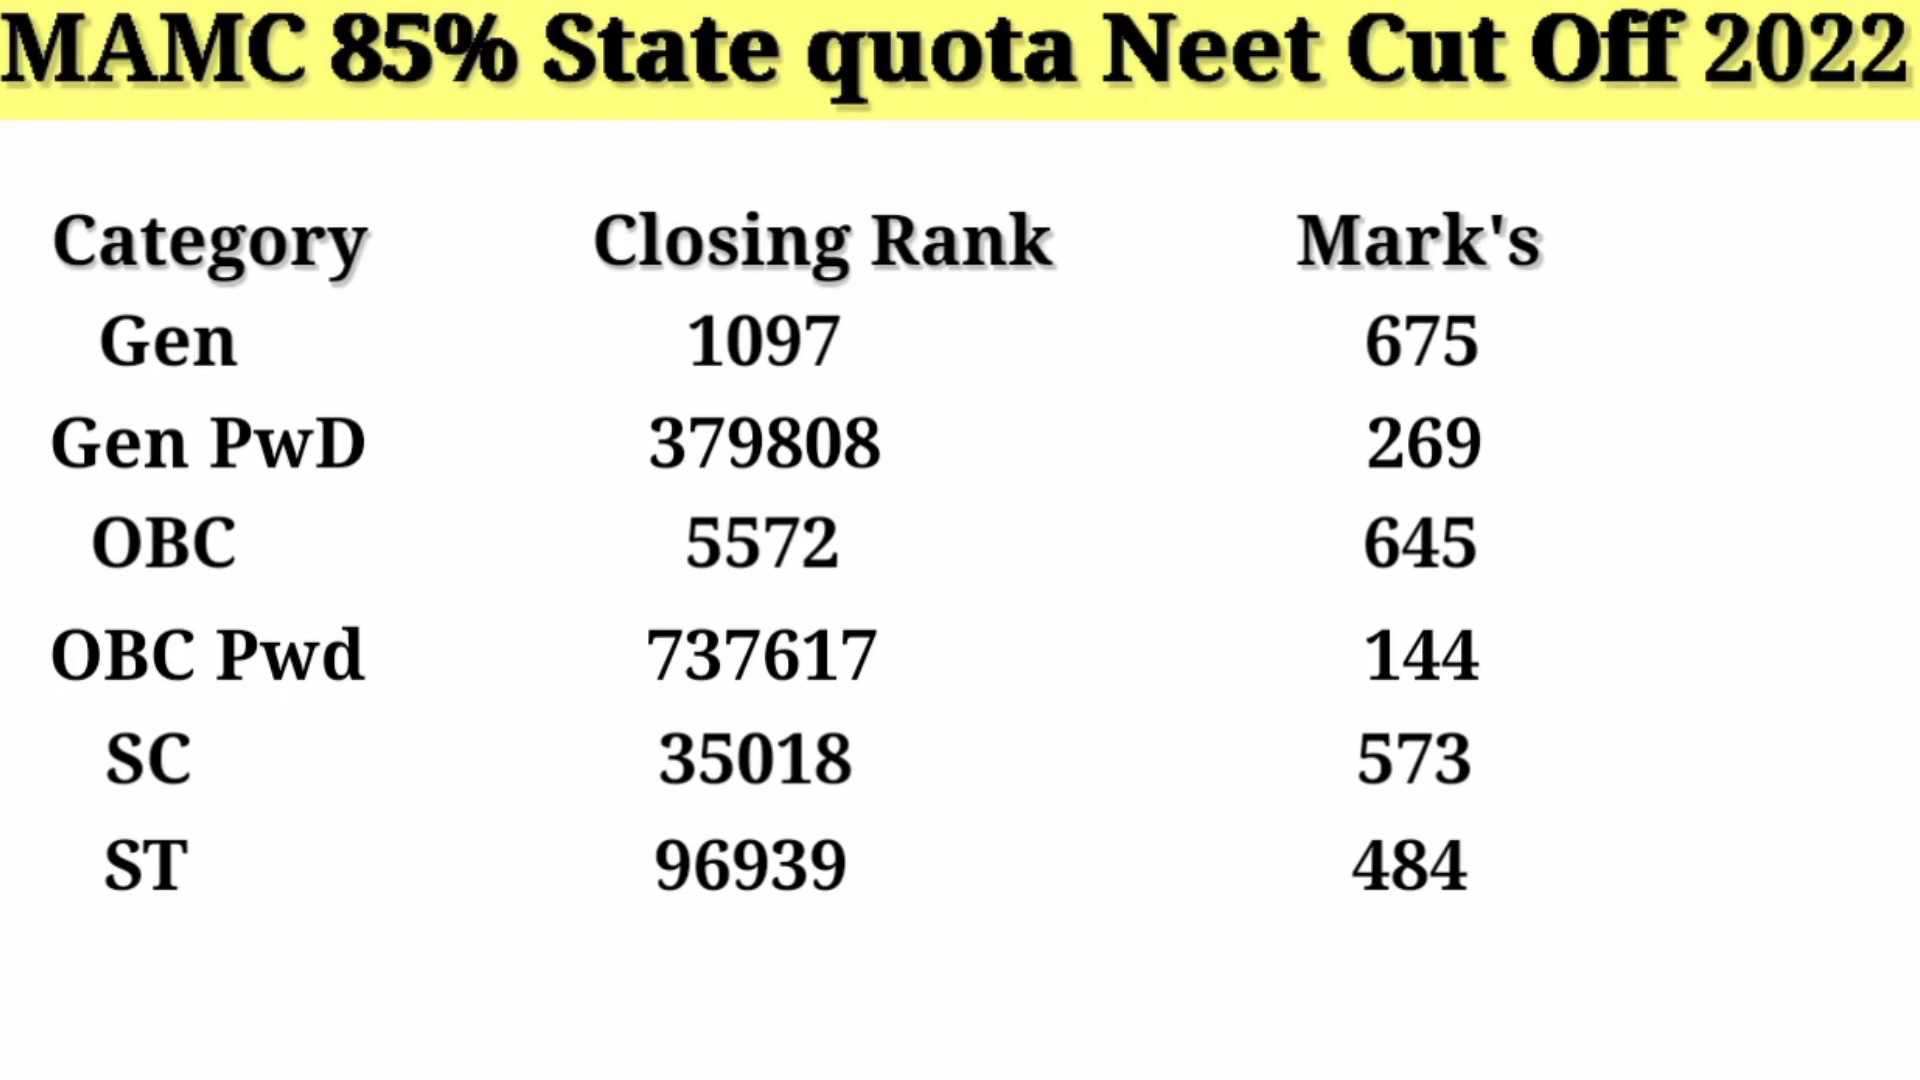 MAMC 85% State quota Neet Cut Off 2022
Category Closing Rank Mark's
Gen 1097 675
Gen PwD 379808 269
OBC 5572 645
OBC Pwd 737617 144
SC 35018 573
ST 96939 484